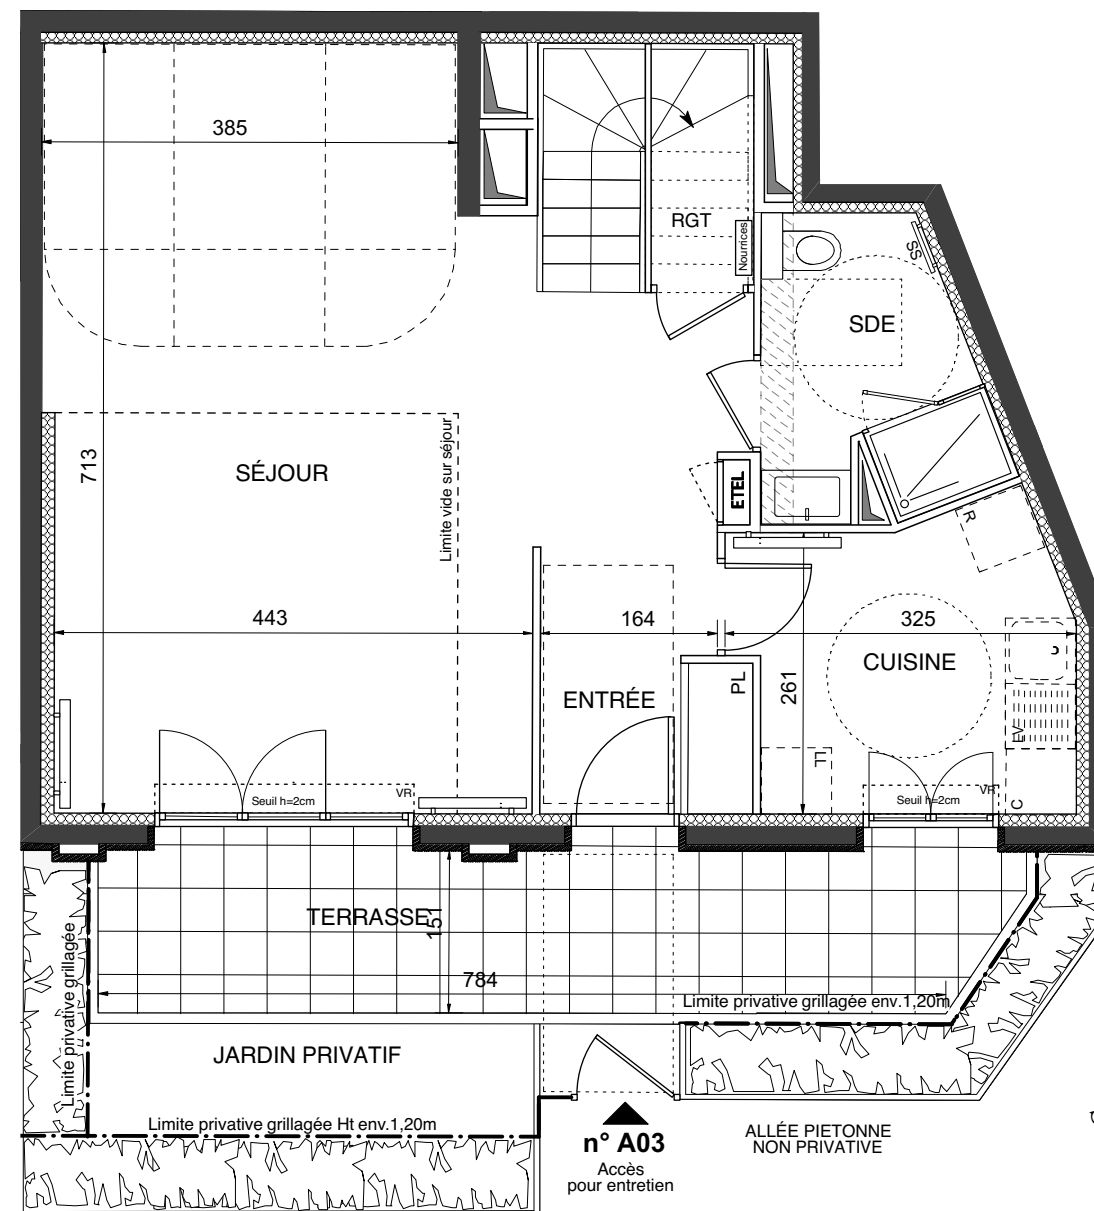 385
RGT
Nourrices
SS
SDE
713
SÉJOUR
Limite vide sur séjour
ETEL
R
443
164
325
CUISINE
ENTRÉE
PL
261
LV
LL
VR
Seuil h=2cm
VR
Seuil h=2cm
C
TERRASSE
151
784
Limite privative grillagée env.1,20m
Limite privative grillagée
JARDIN PRIVATIF
Limite privative grillagée Ht env.1,20m
n° A03
Accès
pour entretien
ALLÉE PIETONNE
NON PRIVATIVE